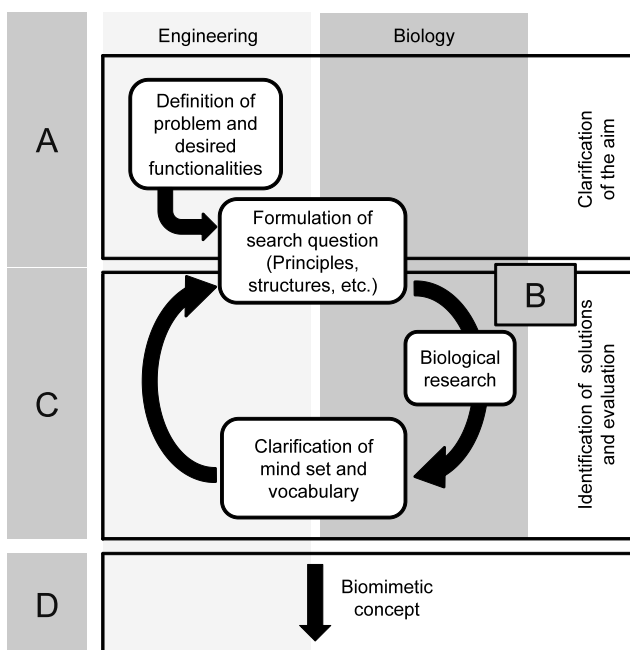 Engineering
Biology
A
Definition of
problem and
desired
functionalities
Clarification
of the aim
Formulation of
search question
(Principles,
structures, etc.)
B
C
Biological
research
Identification of solutions
and evaluation
Clarification of
mind set and
vocabulary
D
Biomimetic
concept